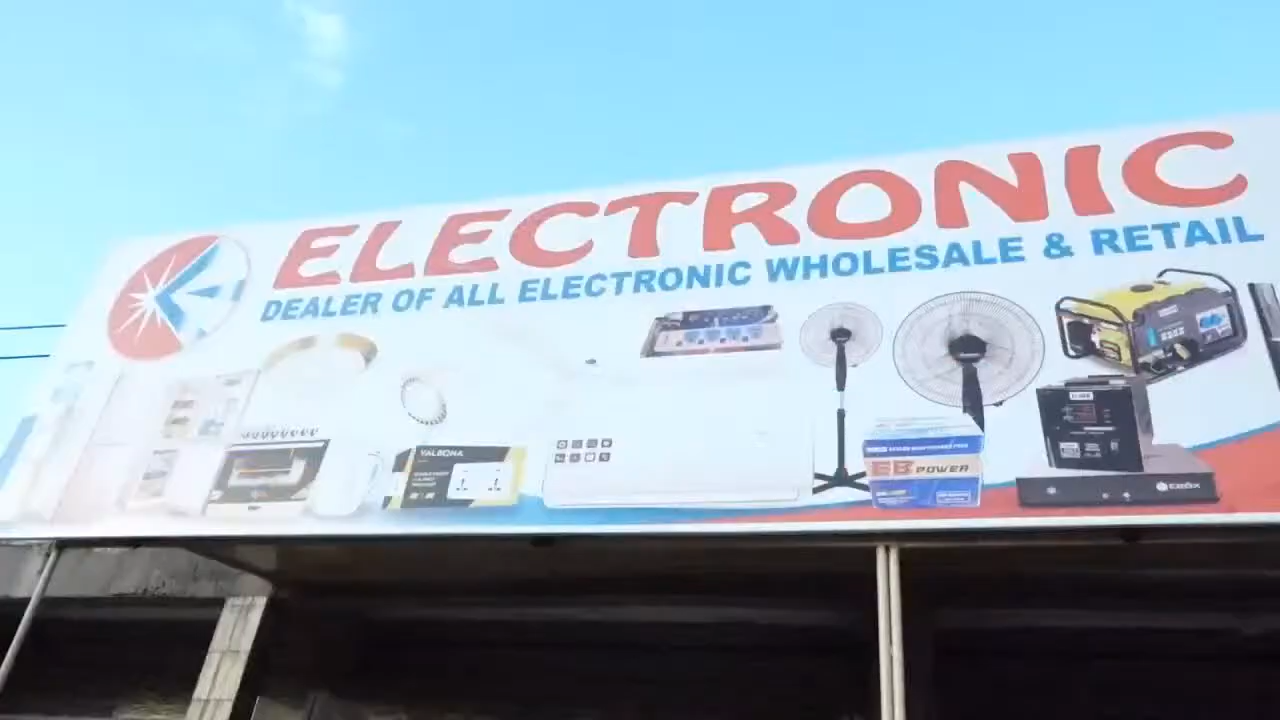 ELECTRONIC
DEALER OF ALL ELECTRONIC WHOLESALE & RETAIL
VALBONA
EB POWER